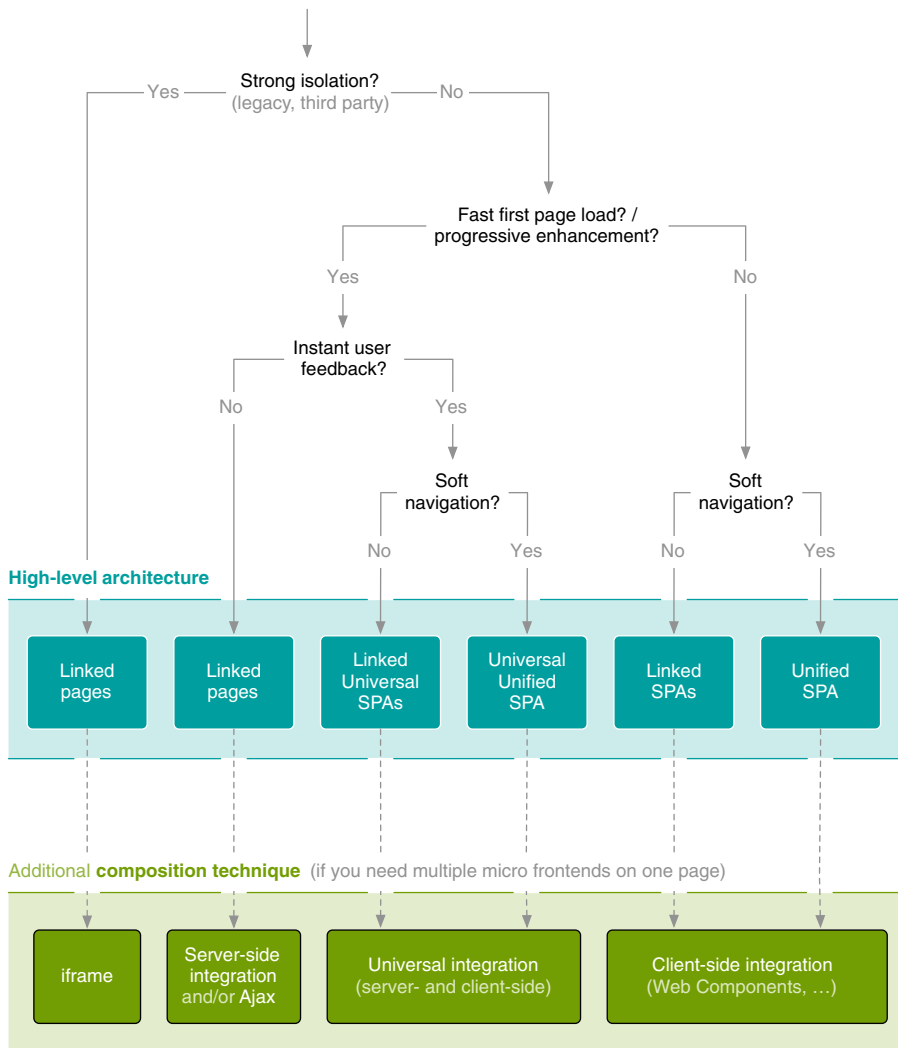 Strong isolation?
(legacy, third party)
Yes
No
Fast first page load? /
progressive enhancement?
Yes
No
Instant user
feedback?
No
Yes
Soft
navigation?
Soft
navigation?
No
Yes
No
Yes
High-level architecture
Linked
pages
Linked
pages
Linked
Universal
SPAs
Universal
Unified
SPA
Linked
SPAs
Unified
SPA
Additional composition technique (if you need multiple micro frontends on one page)
iframe
Server-side
integration
and/or Ajax
Universal integration
(server- and client-side)
Client-side integration
(Web Components, …)